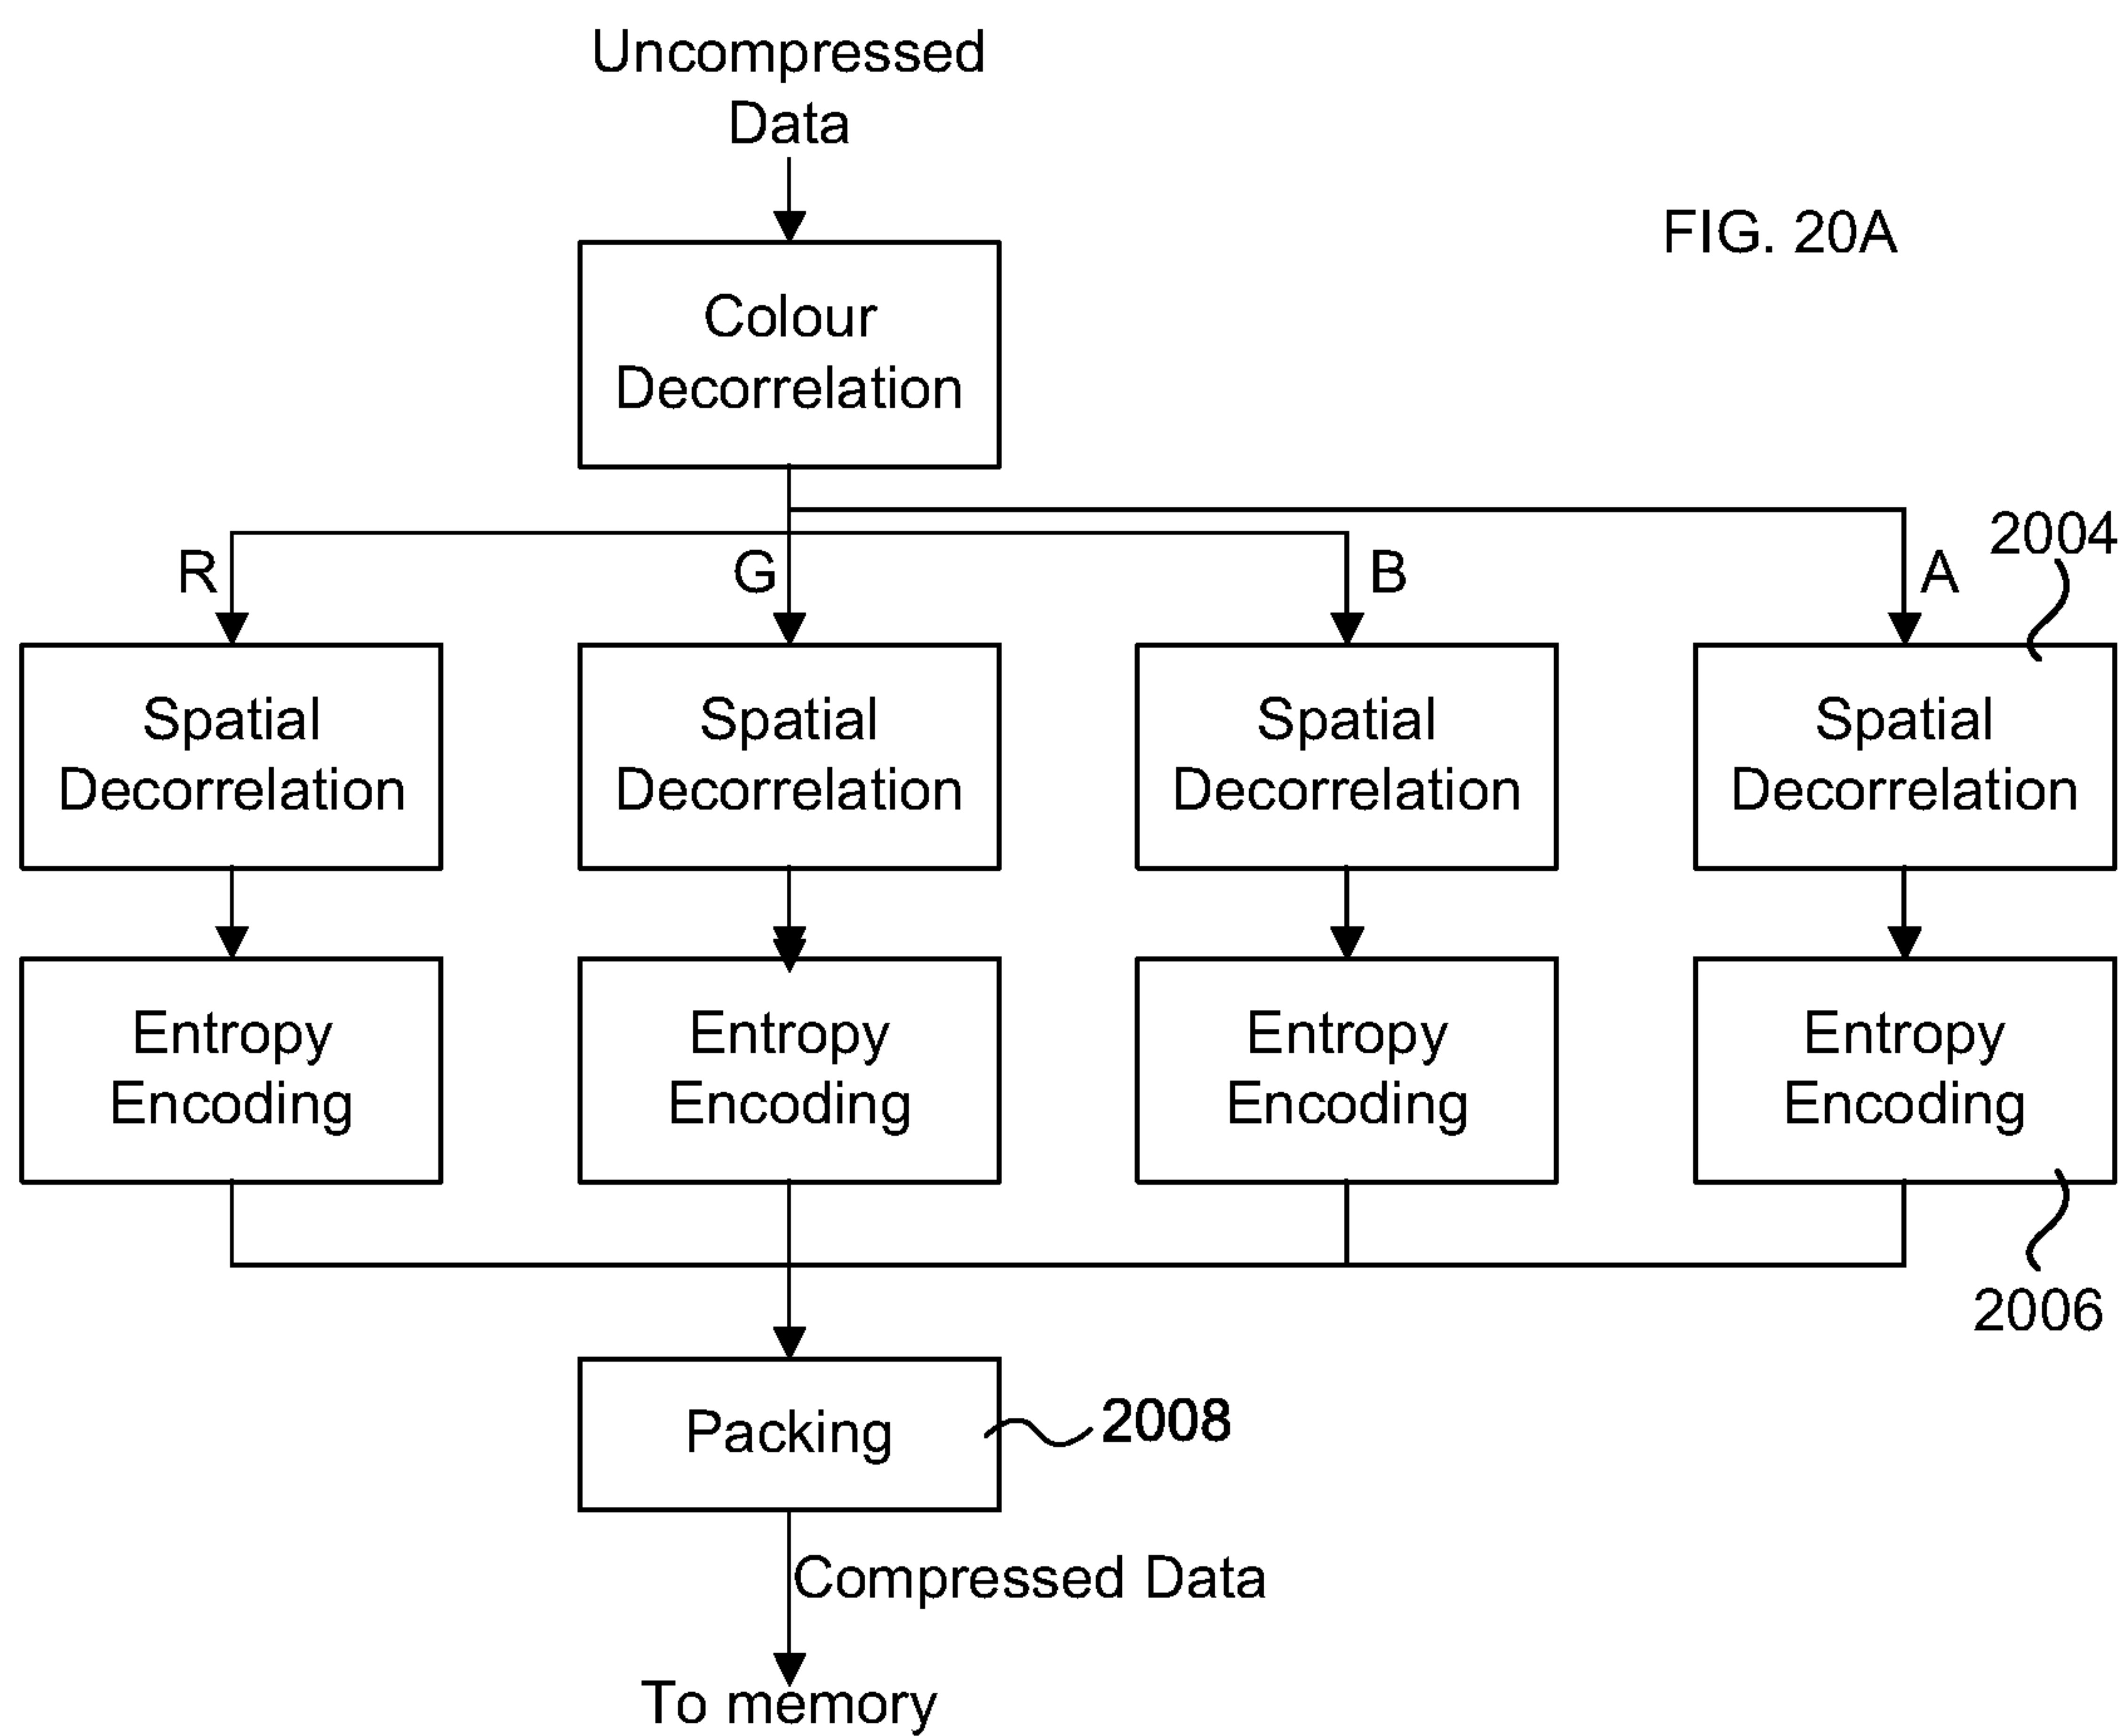 Uncompressed
Data
FIG. 20A
Colour
Decorrelation
2004
R G B A
Spatial Spatial Spatial Spatial
Decorrelation Decorrelation Decorrelation Decorrelation
Entropy Entropy Entropy Entropy
Encoding Encoding Encoding Encoding
2006
Packing 2008
Compressed Data
To memory